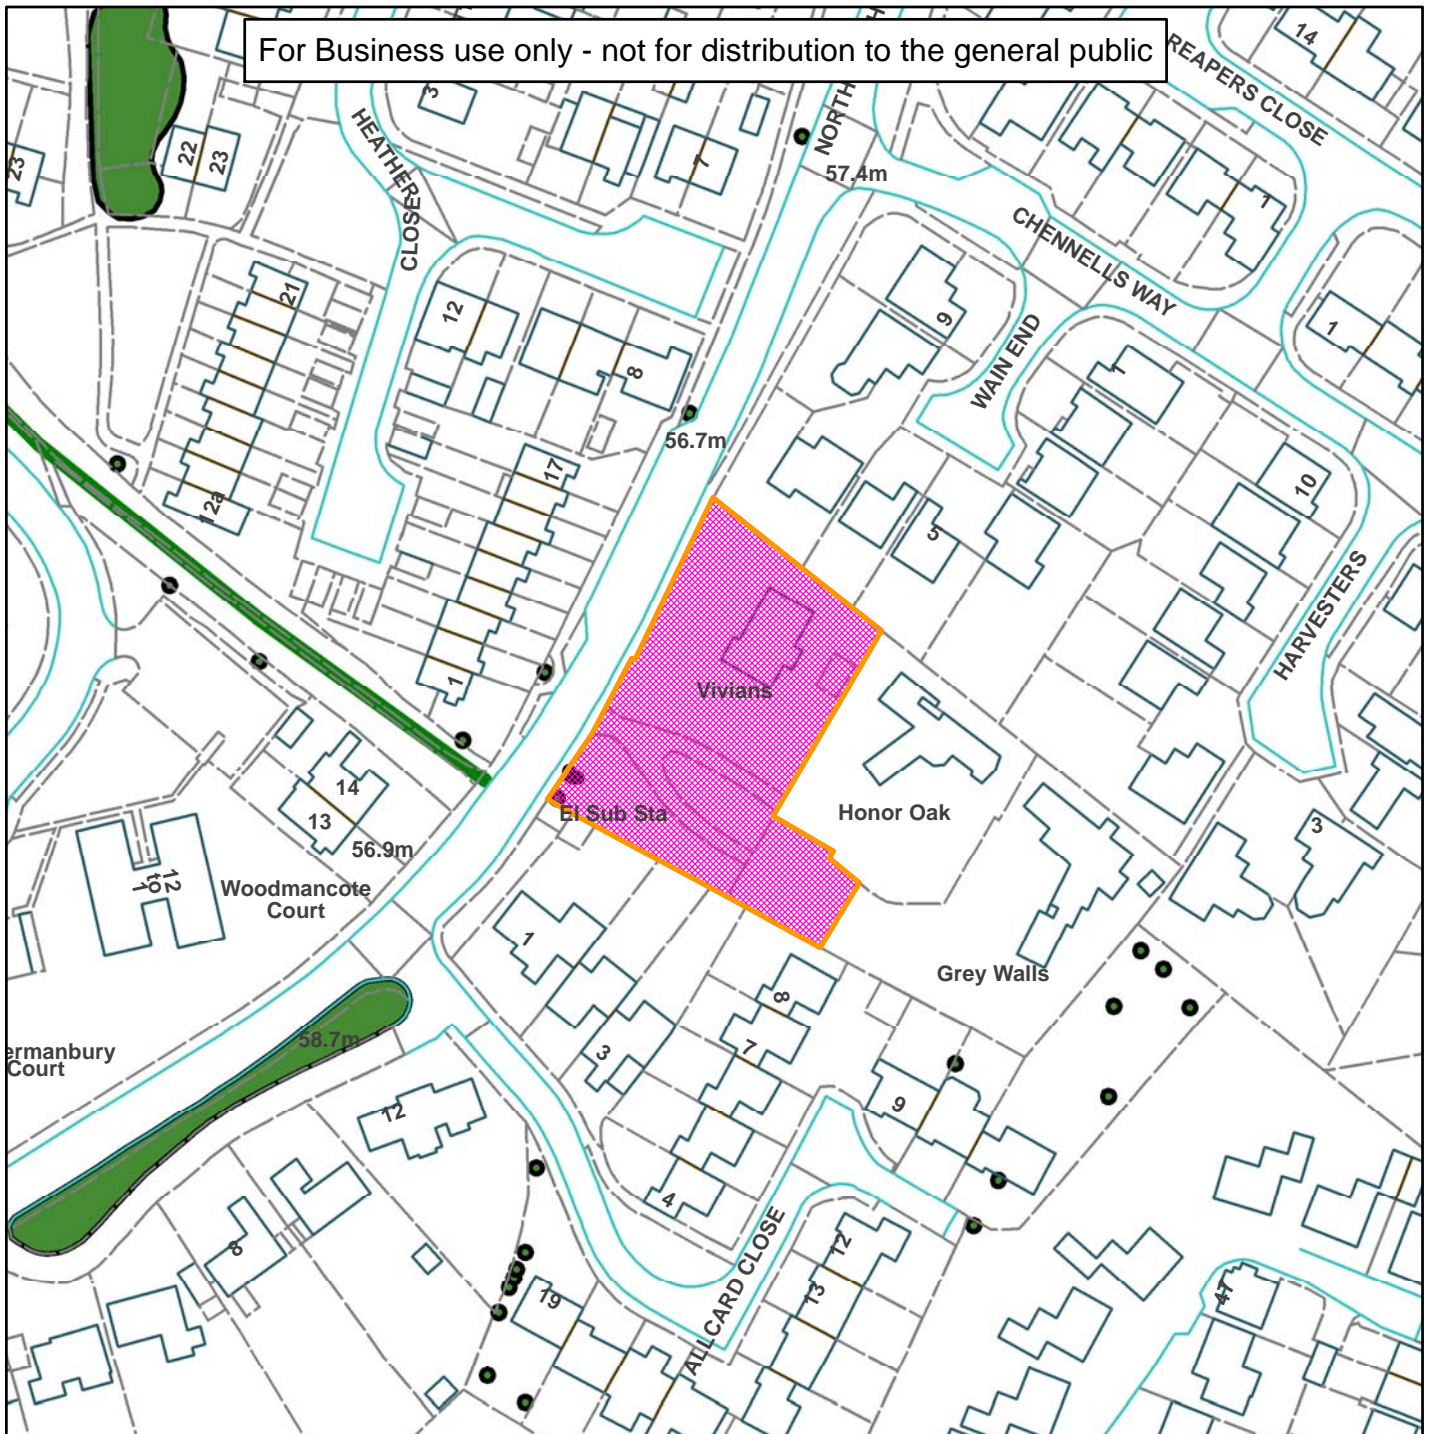 For Business use only - not for distribution to the general public
14
REAPERS CLOSE
NORTH
3
HEATHER
CLOSE
22
23
23
7
57.4m
CHENNELLS WAY
1
1
21
12
8
9
WAIN END
1
56.7m
17
12a
10
5
HARVESTERS
Vivians
1
14
13
56.9m
El Sub Sta
Honor Oak
3
1
to
12
Woodmancote
Court
1
Grey Walls
8
58.7m
ermanbury
Court
3
7
12
9
4
8
ALLCARD CLOSE
12
13
19
47